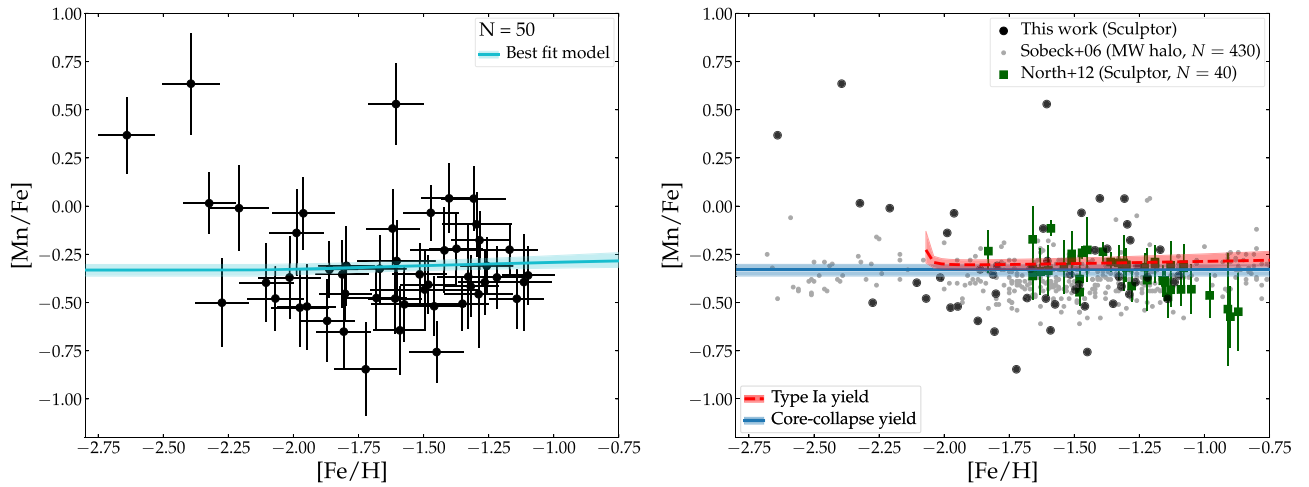 1.00
0.75
0.50
0.25
0.00
−0.25
−0.50
−0.75
−1.00
[Mn/Fe]
N = 50
Best fit model
−2.75 −2.50 −2.25 −2.00 −1.75 −1.50 −1.25 −1.00 −0.75
[Fe/H]
1.00
0.75
0.50
0.25
0.00
−0.25
−0.50
−0.75
−1.00
[Mn/Fe]
This work (Sculptor)
Sobeck+06 (MW halo, N = 430)
North+12 (Sculptor, N = 40)
Type Ia yield
Core-collapse yield
−2.75 −2.50 −2.25 −2.00 −1.75 −1.50 −1.25 −1.00 −0.75
[Fe/H]